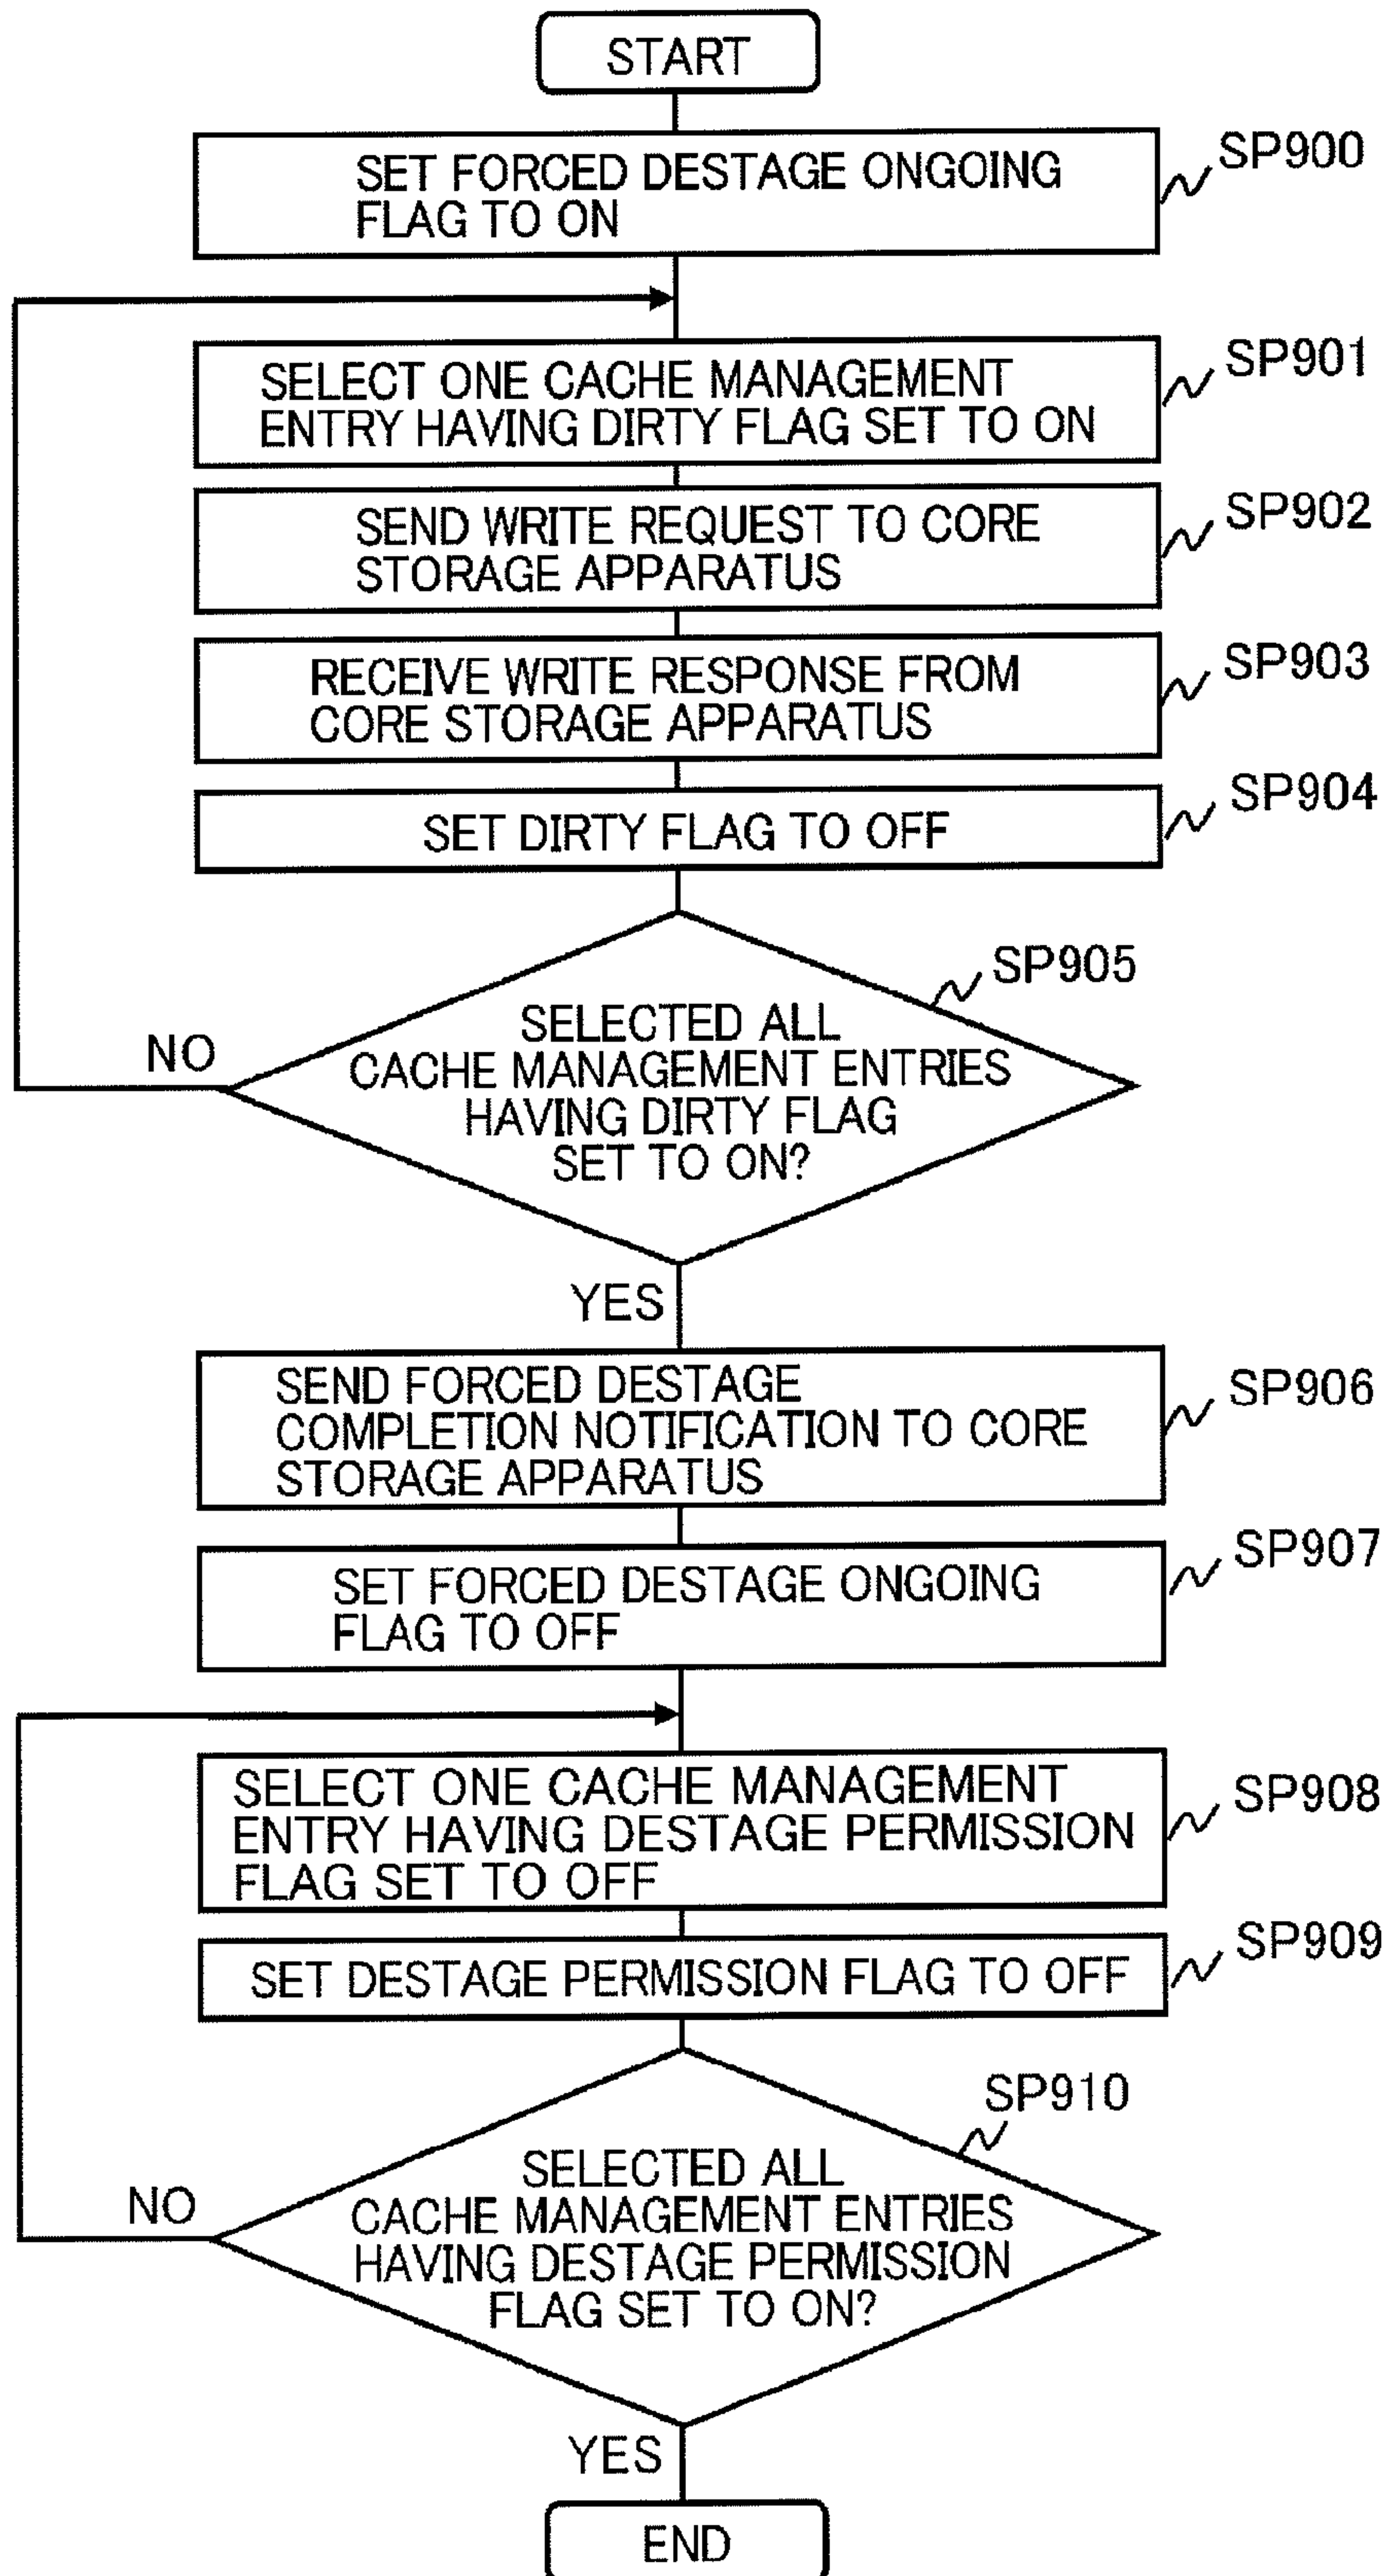 START
SET FORCED DESTAGE ONGOING
FLAG TO ON
SP900
SELECT ONE CACHE MANAGEMENT
ENTRY HAVING DIRTY FLAG SET TO ON
SP901
SEND WRITE REQUEST TO CORE
STORAGE APPARATUS
SP902
RECEIVE WRITE RESPONSE FROM
CORE STORAGE APPARATUS
SP903
SET DIRTY FLAG TO OFF
SP904
SP905
SELECTED ALL
CACHE MANAGEMENT ENTRIES
HAVING DIRTY FLAG
SET TO ON?
NO
YES
SEND FORCED DESTAGE
COMPLETION NOTIFICATION TO CORE
STORAGE APPARATUS
SP906
SET FORCED DESTAGE ONGOING
FLAG TO OFF
SP907
SELECT ONE CACHE MANAGEMENT
ENTRY HAVING DESTAGE PERMISSION
FLAG SET TO OFF
SP908
SET DESTAGE PERMISSION FLAG TO OFF
SP909
SP910
SELECTED ALL
CACHE MANAGEMENT ENTRIES
HAVING DESTAGE PERMISSION
FLAG SET TO ON?
NO
YES
END